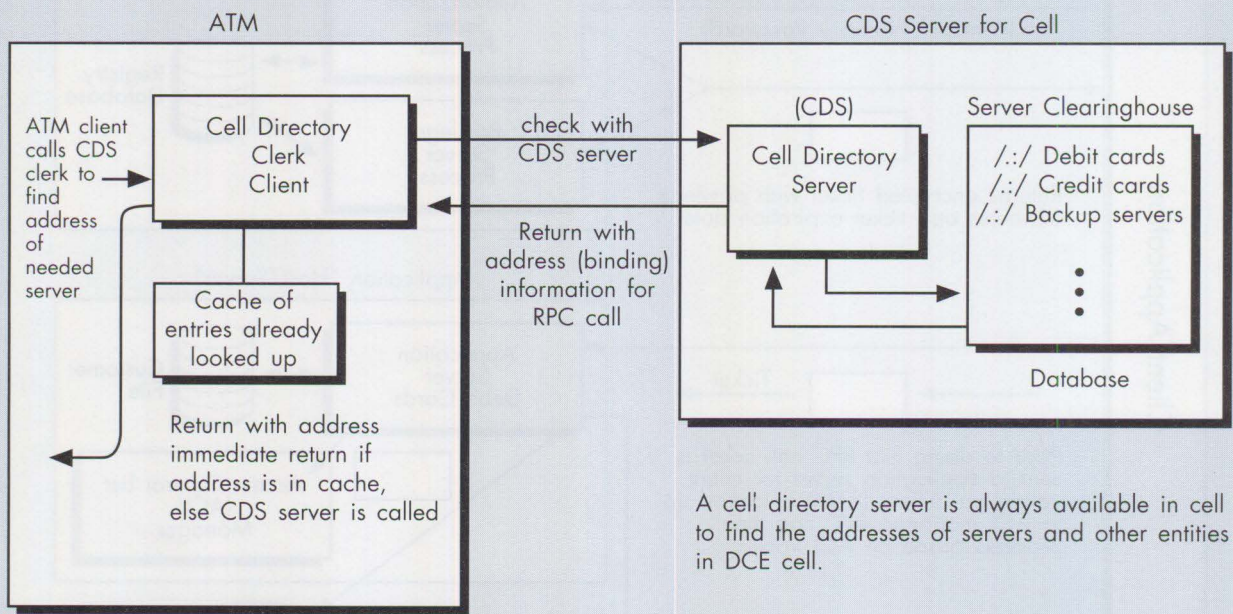 ATM
ATM client
calls CDS
clerk to
find
address
of
needed
server
Cell Directory
Clerk
Client
Cache of
entries already
looked up
Return with address
immediate return if
address is in cache,
else CDS server is called
check with
CDS server
Return with
address (binding)
information for
RPC call
CDS Server for Cell
(CDS)
Cell Directory
Server
Server Clearinghouse
/.:/ Debit cards
/.:/ Credit cards
/.:/ Backup servers
Database
A cell directory server is always available in cell
to find the addresses of servers and other entities
in DCE cell.